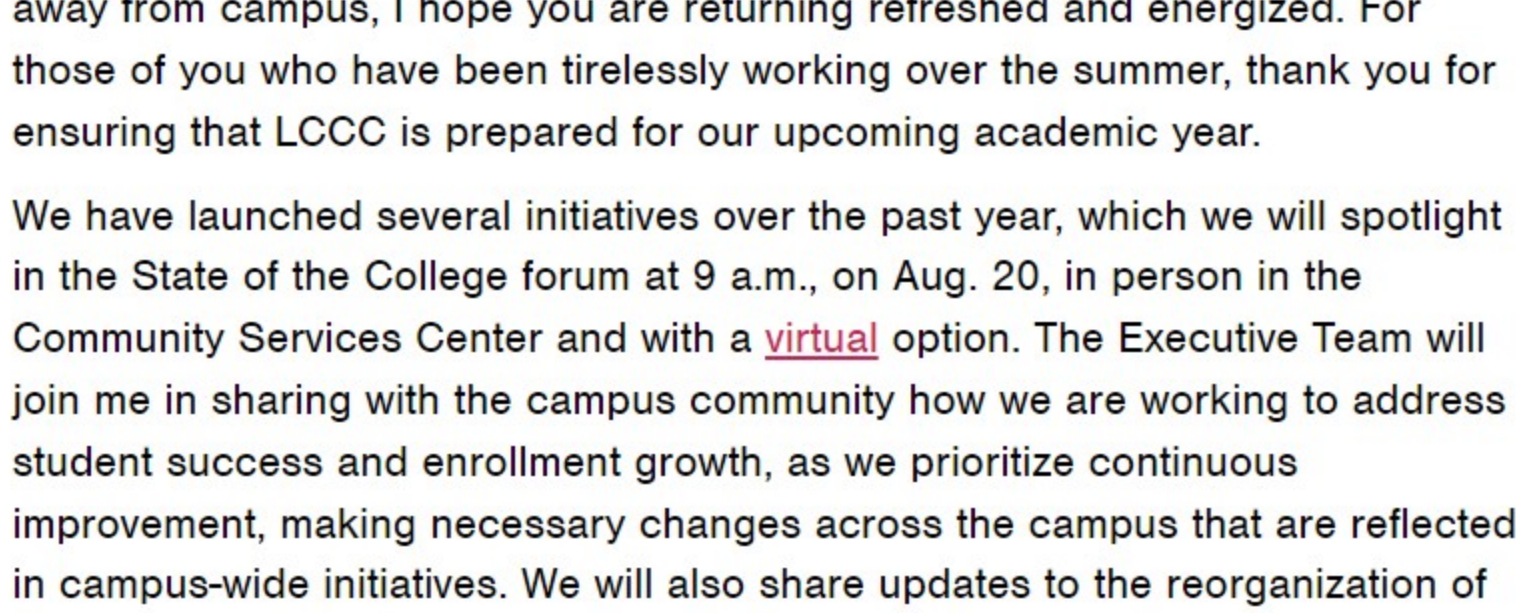 away from campus, I hope you are returning refreshed and energized. For
those of you who have been tirelessly working over the summer, thank you for
ensuring that LCCC is prepared for our upcoming academic year.
We have launched several initiatives over the past year, which we will spotlight
in the State of the College forum at 9 a.m., on Aug. 20, in person in the
Community Services Center and with a virtual option. The Executive Team will
join me in sharing with the campus community how we are working to address
student success and enrollment growth, as we prioritize continuous
improvement, making necessary changes across the campus that are reflected
in campus-wide initiatives. We will also share updates to the reorganization of